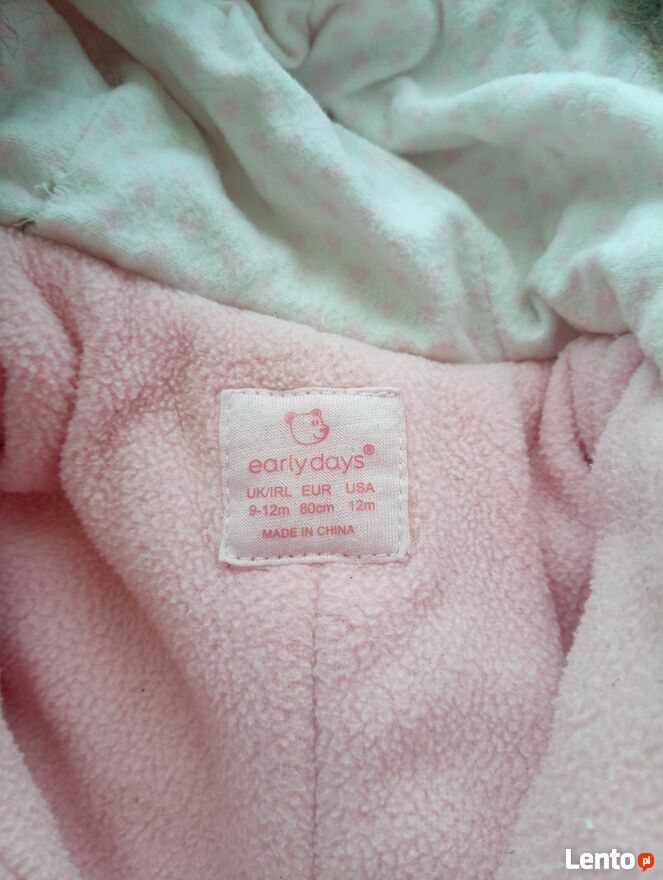 early days®
UK/IRL EUR USA
9-12m 80cm 12m
MADE IN CHINA
Lento.pl